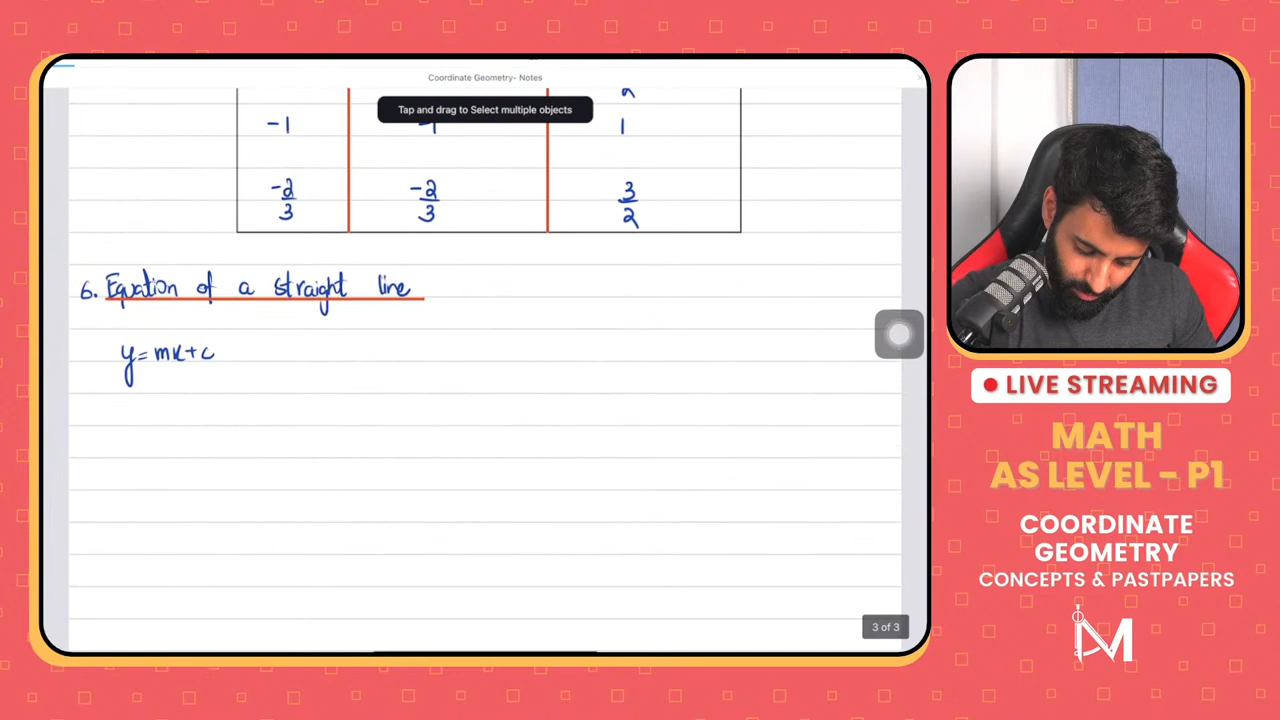 Coordinate Geometry- Notes
Tap and drag to Select multiple objects
-1 -1 1
-2/3 -2/3 3/2
6. Equation of a straight line
y = mx + c
3 of 3
LIVE STREAMING
MATH
AS LEVEL - P1
COORDINATE
GEOMETRY
CONCEPTS & PASTPAPERS
M